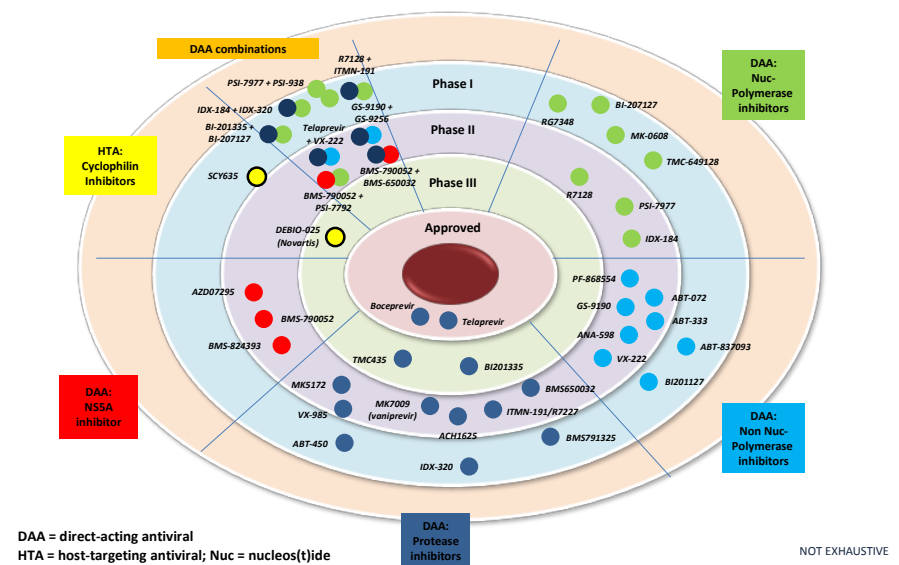 DAA combinations
R7128 +
ITMN-191
PSI-7977 + PSI-938
IDX-184 + IDX-320
BI-201335 +
BI-207127
Telaprevir
+ VX-222
GS-9190 +
GS-9256
BMS-790052 +
BMS-650032
BMS-790052 +
PSI-7792
HTA:
Cyclophilin
Inhibitors
SCY635
DEBIO-025
(Novartis)
Phase I
Phase II
Phase III
Approved
DAA:
Nuc-
Polymerase
inhibitors
RG7348
BI-207127
MK-0608
TMC-649128
R7128
PSI-7977
IDX-184
PF-868554
ABT-072
GS-9190
ABT-333
ANA-598
ABT-837093
VX-222
BI201127
DAA:
Non Nuc-
Polymerase
inhibitors
AZD07295
BMS-790052
BMS-824393
DAA:
NS5A
inhibitor
Boceprevir
Telaprevir
TMC435
BI201335
MK5172
BMS650032
VX-985
MK7009
(vaniprevir)
ITMN-191/R7227
ACH1625
ABT-450
BMS791325
IDX-320
DAA:
Protease
inhibitors
DAA = direct-acting antiviral
HTA = host-targeting antiviral; Nuc = nucleos(t)ide
NOT EXHAUSTIVE